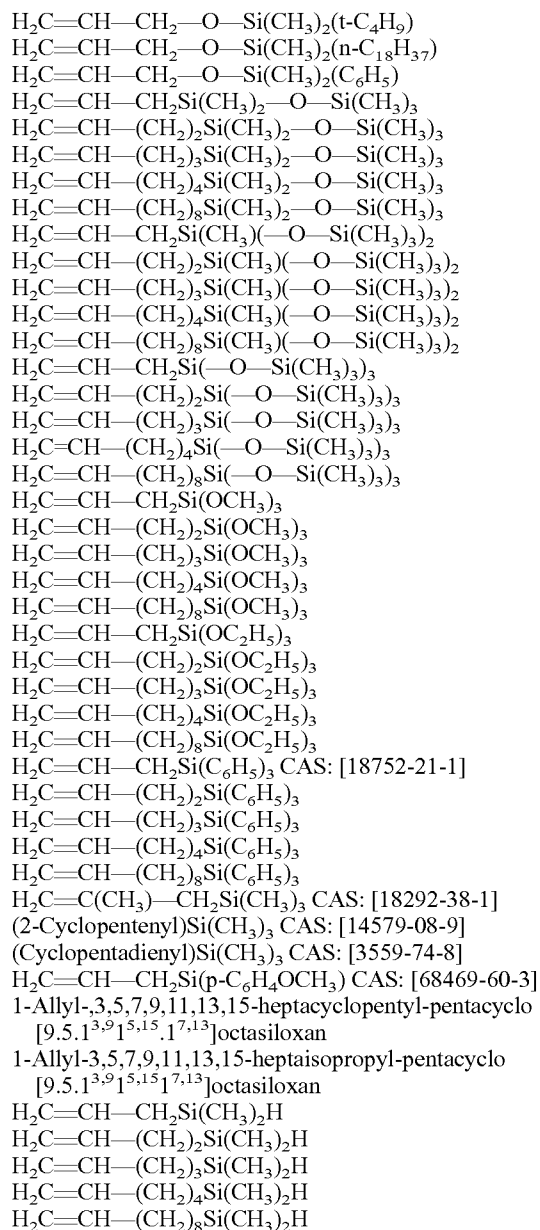 H₂C=CH—CH₂—O—Si(CH₃)₂(t-C₄H₉)
H₂C=CH—CH₂—O—Si(CH₃)₂(n-C₁₈H₃₇)
H₂C=CH—CH₂—O—Si(CH₃)₂(C₆H₅)
H₂C=CH—CH₂Si(CH₃)₂—O—Si(CH₃)₃
H₂C=CH—(CH₂)₂Si(CH₃)₂—O—Si(CH₃)₃
H₂C=CH—(CH₂)₃Si(CH₃)₂—O—Si(CH₃)₃
H₂C=CH—(CH₂)₄Si(CH₃)₂—O—Si(CH₃)₃
H₂C=CH—(CH₂)₈Si(CH₃)₂—O—Si(CH₃)₃
H₂C=CH—CH₂Si(CH₃)(—O—Si(CH₃)₃)₂
H₂C=CH—(CH₂)₂Si(CH₃)(—O—Si(CH₃)₃)₂
H₂C=CH—(CH₂)₃Si(CH₃)(—O—Si(CH₃)₃)₂
H₂C=CH—(CH₂)₄Si(CH₃)(—O—Si(CH₃)₃)₂
H₂C=CH—(CH₂)₈Si(CH₃)(—O—Si(CH₃)₃)₂
H₂C=CH—CH₂Si(—O—Si(CH₃)₃)₃
H₂C=CH—(CH₂)₂Si(—O—Si(CH₃)₃)₃
H₂C=CH—(CH₂)₃Si(—O—Si(CH₃)₃)₃
H₂C=CH—(CH₂)₄Si(—O—Si(CH₃)₃)₃
H₂C=CH—(CH₂)₈Si(—O—Si(CH₃)₃)₃
H₂C=CH—CH₂Si(OCH₃)₃
H₂C=CH—(CH₂)₂Si(OCH₃)₃
H₂C=CH—(CH₂)₃Si(OCH₃)₃
H₂C=CH—(CH₂)₄Si(OCH₃)₃
H₂C=CH—(CH₂)₈Si(OCH₃)₃
H₂C=CH—CH₂Si(OC₂H₅)₃
H₂C=CH—(CH₂)₂Si(OC₂H₅)₃
H₂C=CH—(CH₂)₃Si(OC₂H₅)₃
H₂C=CH—(CH₂)₄Si(OC₂H₅)₃
H₂C=CH—(CH₂)₈Si(OC₂H₅)₃
H₂C=CH—CH₂Si(C₆H₅)₃ CAS: [18752-21-1]
H₂C=CH—(CH₂)₂Si(C₆H₅)₃
H₂C=CH—(CH₂)₃Si(C₆H₅)₃
H₂C=CH—(CH₂)₄Si(C₆H₅)₃
H₂C=CH—(CH₂)₈Si(C₆H₅)₃
H₂C=C(CH₃)—CH₂Si(CH₃)₃ CAS: [18292-38-1]
(2-Cyclopentenyl)Si(CH₃)₃ CAS: [14579-08-9]
(Cyclopentadienyl)Si(CH₃)₃ CAS: [3559-74-8]
H₂C=CH—CH₂Si(p-C₆H₄OCH₃) CAS: [68469-60-3]
1-Allyl-,3,5,7,9,11,13,15-heptacyclopentyl-pentacyclo
[9.5.1³,⁹1⁵,¹⁵.1⁷,¹³]octasiloxan
1-Allyl-3,5,7,9,11,13,15-heptaisopropyl-pentacyclo
[9.5.1³,⁹1⁵,¹⁵1⁷,¹³]octasiloxan
H₂C=CH—CH₂Si(CH₃)₂H
H₂C=CH—(CH₂)₂Si(CH₃)₂H
H₂C=CH—(CH₂)₃Si(CH₃)₂H
H₂C=CH—(CH₂)₄Si(CH₃)₂H
H₂C=CH—(CH₂)₈Si(CH₃)₂H